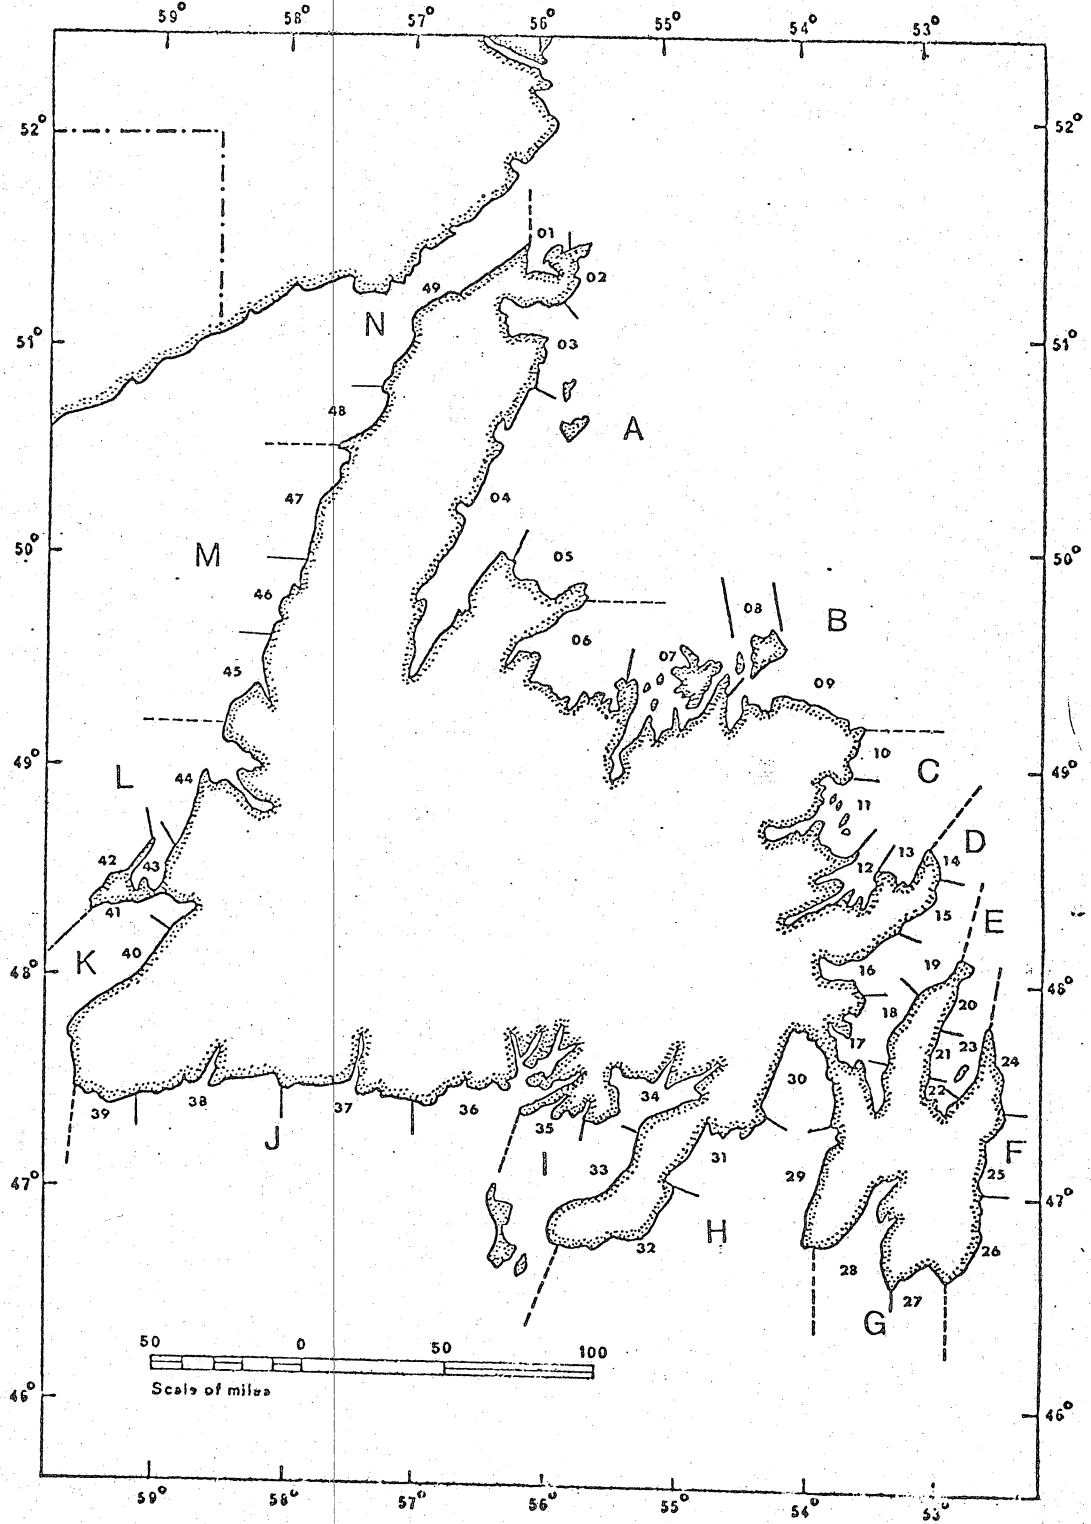 59° 58° 57° 56° 55° 54° 53°
52° 52°
01
02
49
N
51° 51°
03
48
A
47
04
M
50° 05 50°
46
08
B
06
07
45
09
49° 10 49°
L 44 C
11
42 43 12 13 14 D
41
15
E
40
K 16 19
48° 48°
18 20
17 21 23 24
22
30
39 38 37 36 34
35
J
I 31 F
33 29 25
47° 47°
H
32
26
28
27
G
50 0 50 100
Scale of miles
46° 46°
59° 58° 57° 56° 55° 54° 53°